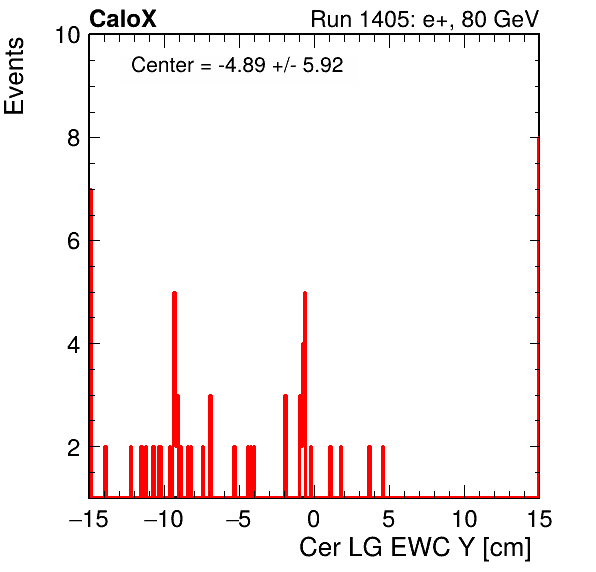 CaloX Run 1405: e+, 80 GeV
Center = -4.89 +/- 5.92
Events
10
8
6
4
2
−15 −10 −5 0 5 10 15
Cer LG EWC Y [cm]